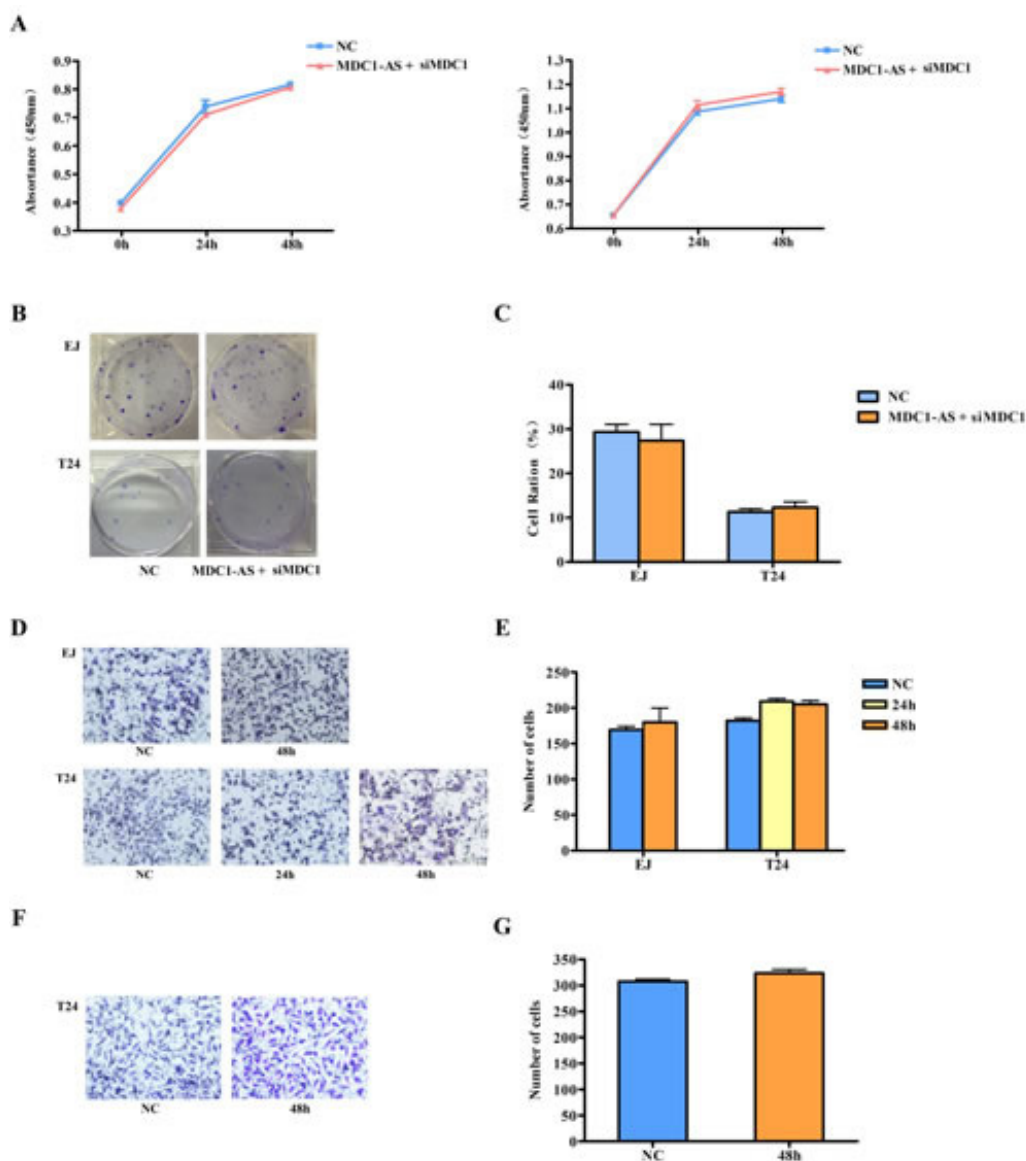 A
NC
MDC1-AS + siMDC1
Absortance (450nm)
0.9
0.8
0.7
0.6
0.5
0.4
0.3
0h 24h 48h
NC
MDC1-AS + siMDC1
Absortance (450nm)
1.3
1.2
1.1
1.0
0.9
0.8
0.7
0.6
0h 24h 48h
B
EJ
T24
NC MDC1-AS + siMDC1
C
NC
MDC1-AS + siMDC1
Cell Ration (%)
40
30
20
10
0
EJ T24
D
EJ
NC 48h
T24
NC 24h 48h
E
NC
24h
48h
Number of cells
250
200
150
100
50
0
EJ T24
F
T24
NC 48h
G
Number of cells
350
300
250
200
150
100
50
0
NC 48h